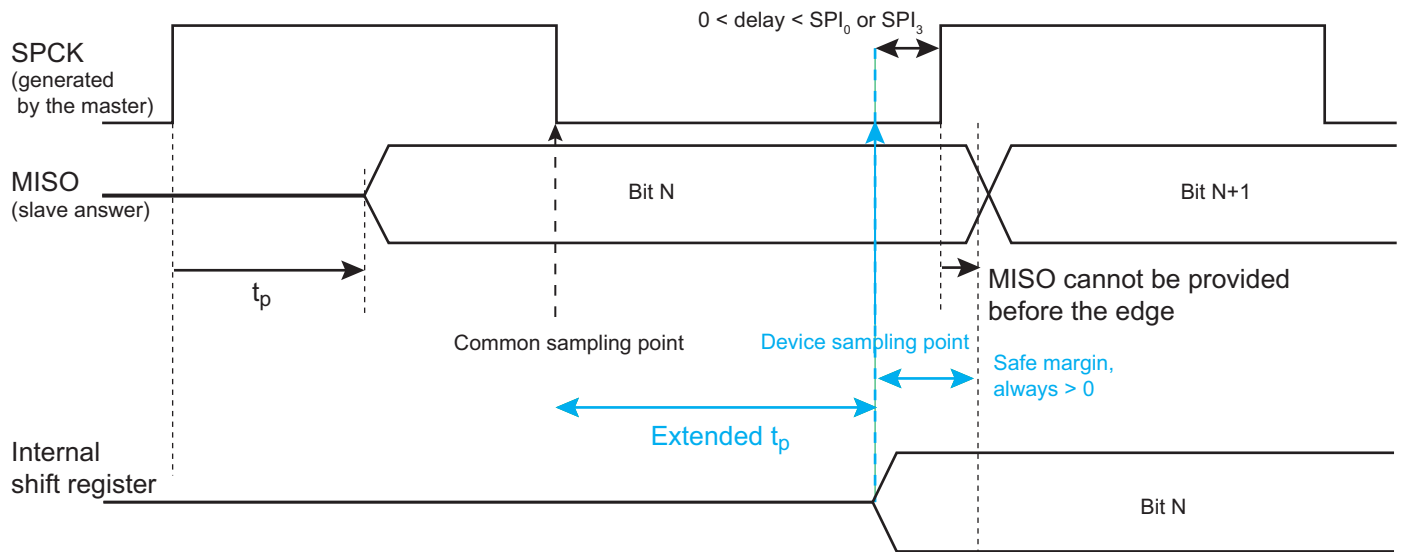 0 < delay < SPI₀ or SPI₃
SPCK
(generated
by the master)
MISO
(slave answer)
Bit N
Bit N+1
tₚ
MISO cannot be provided
before the edge
Common sampling point
Device sampling point
Safe margin,
always > 0
Extended tₚ
Internal
shift register
Bit N